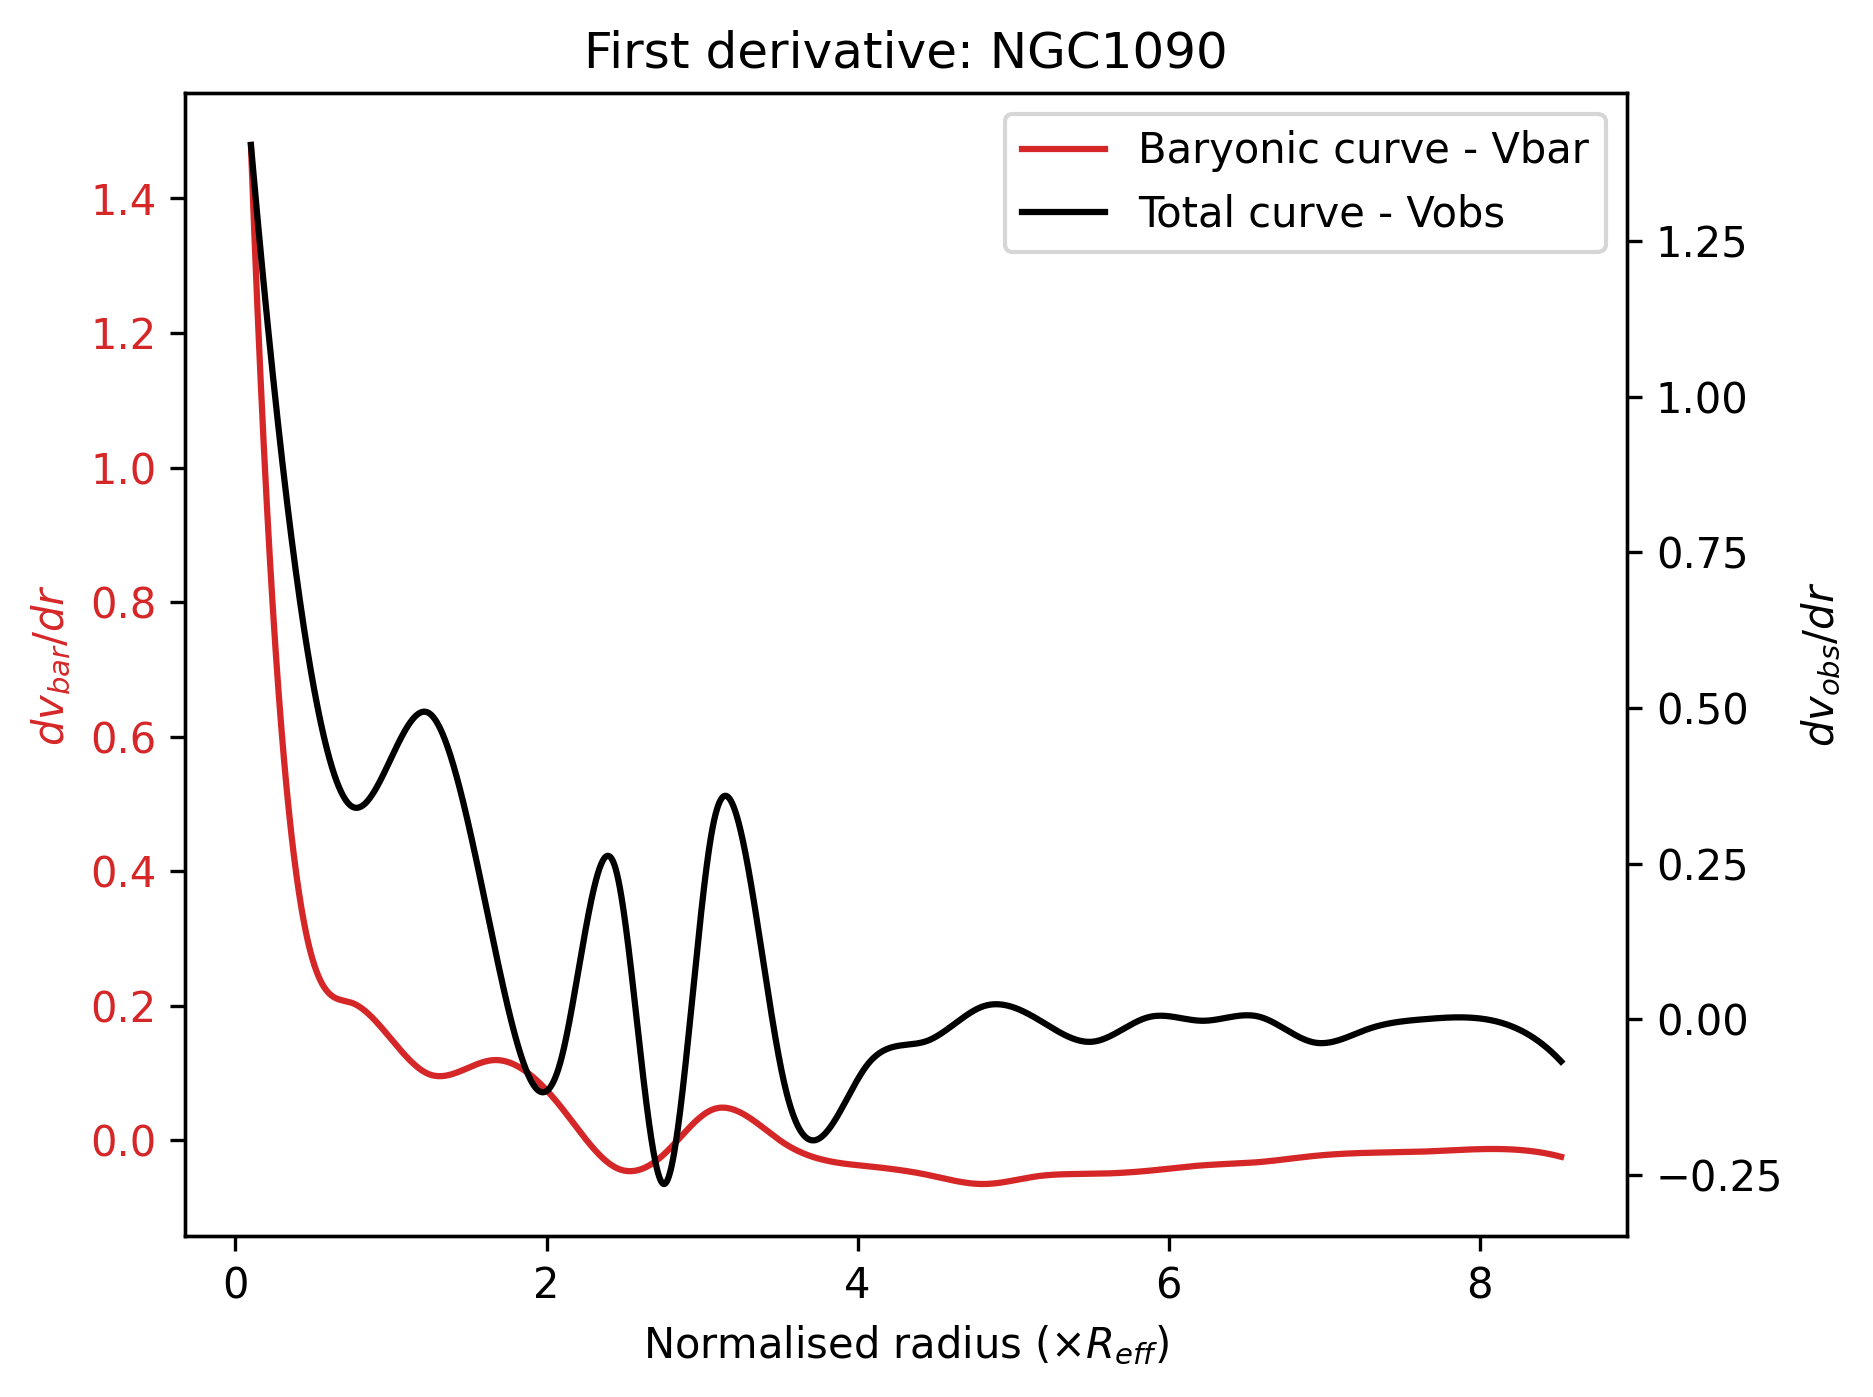 First derivative: NGC1090
Baryonic curve - Vbar
Total curve - Vobs
1.4
1.2
1.0
0.8
0.6
0.4
0.2
0.0
dv_bar/dr
1.25
1.00
0.75
0.50
0.25
0.00
−0.25
dv_obs/dr
0 2 4 6 8
Normalised radius (×R_eff)